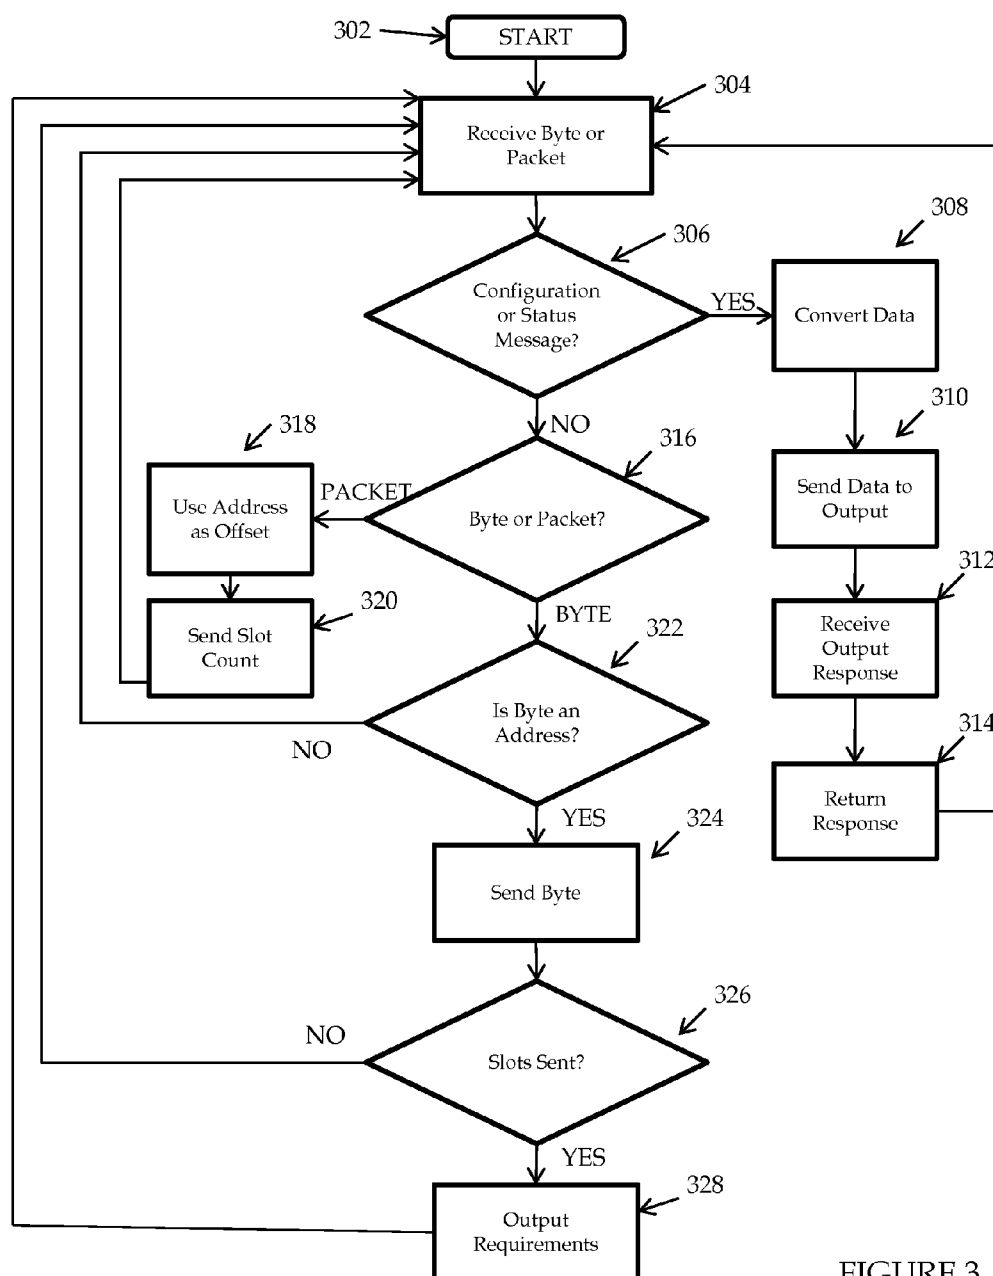 302
START
304
Receive Byte or
Packet
306
308
Configuration
or Status
Message?
YES
Convert Data
NO
310
318
316
PACKET
Use Address
as Offset
Byte or Packet?
Send Data to
Output
312
320
BYTE
322
Send Slot
Count
Receive
Output
Response
Is Byte an
Address?
NO
314
YES
324
Return
Response
Send Byte
326
NO
Slots Sent?
YES
328
Output
Requirements
FIGURE 3